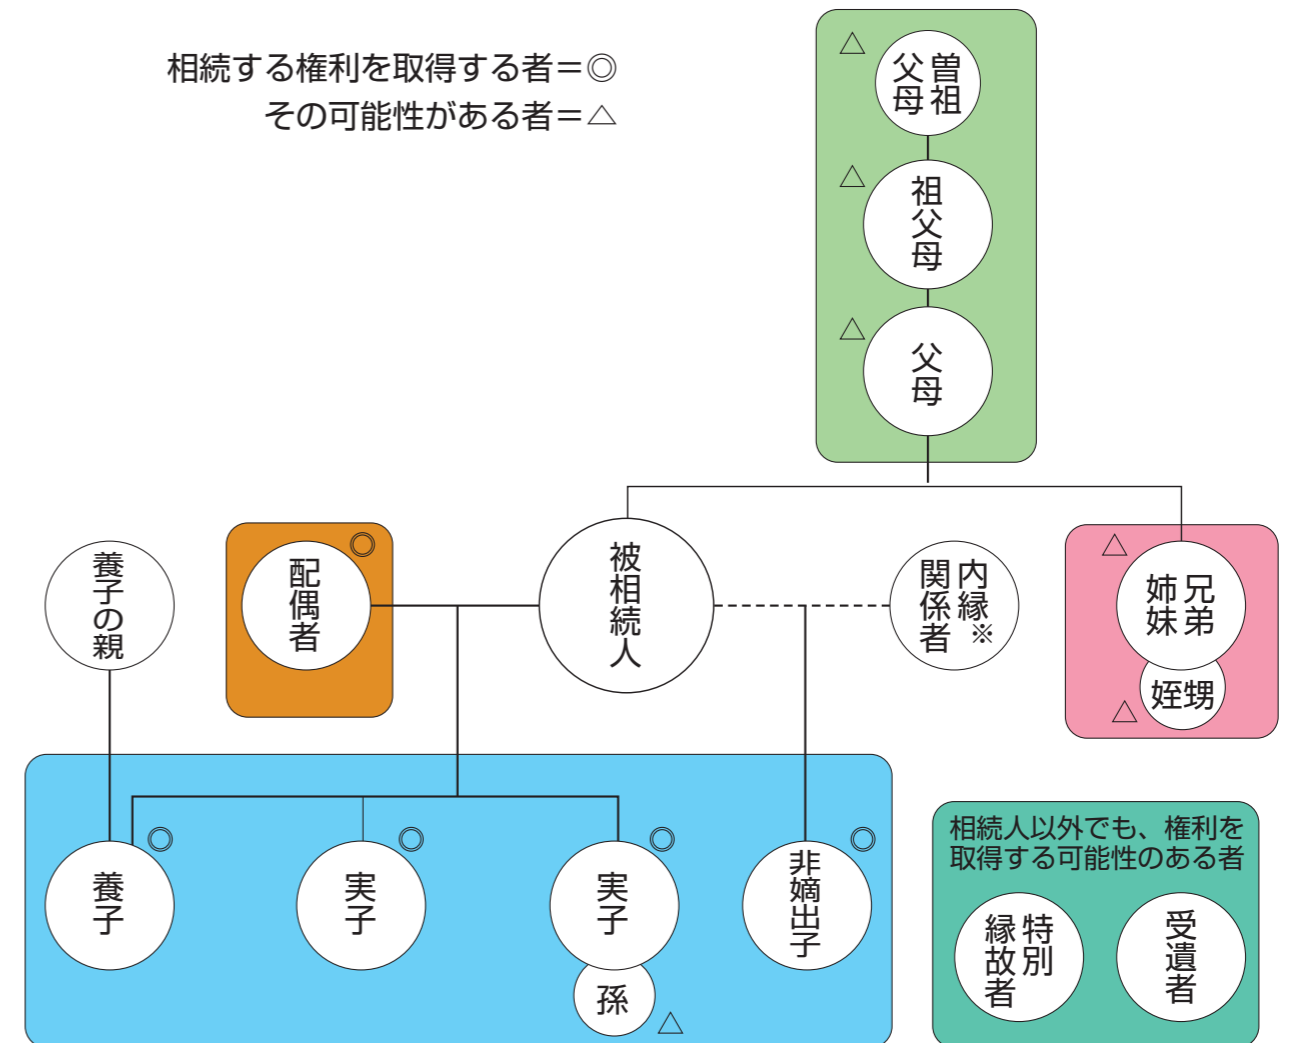 相続する権利を取得する者＝◎
その可能性がある者＝△
△
曽祖
父母
△
祖父母
△
父母
養子の親
◎
配偶者
被相続人
内縁※
関係者
△
兄弟
姉妹
△
姪甥
◎
養子
◎
実子
◎
実子
孫
△
◎
非嫡出子
相続人以外でも、権利を
取得する可能性のある者
特別
縁故者
受遺者